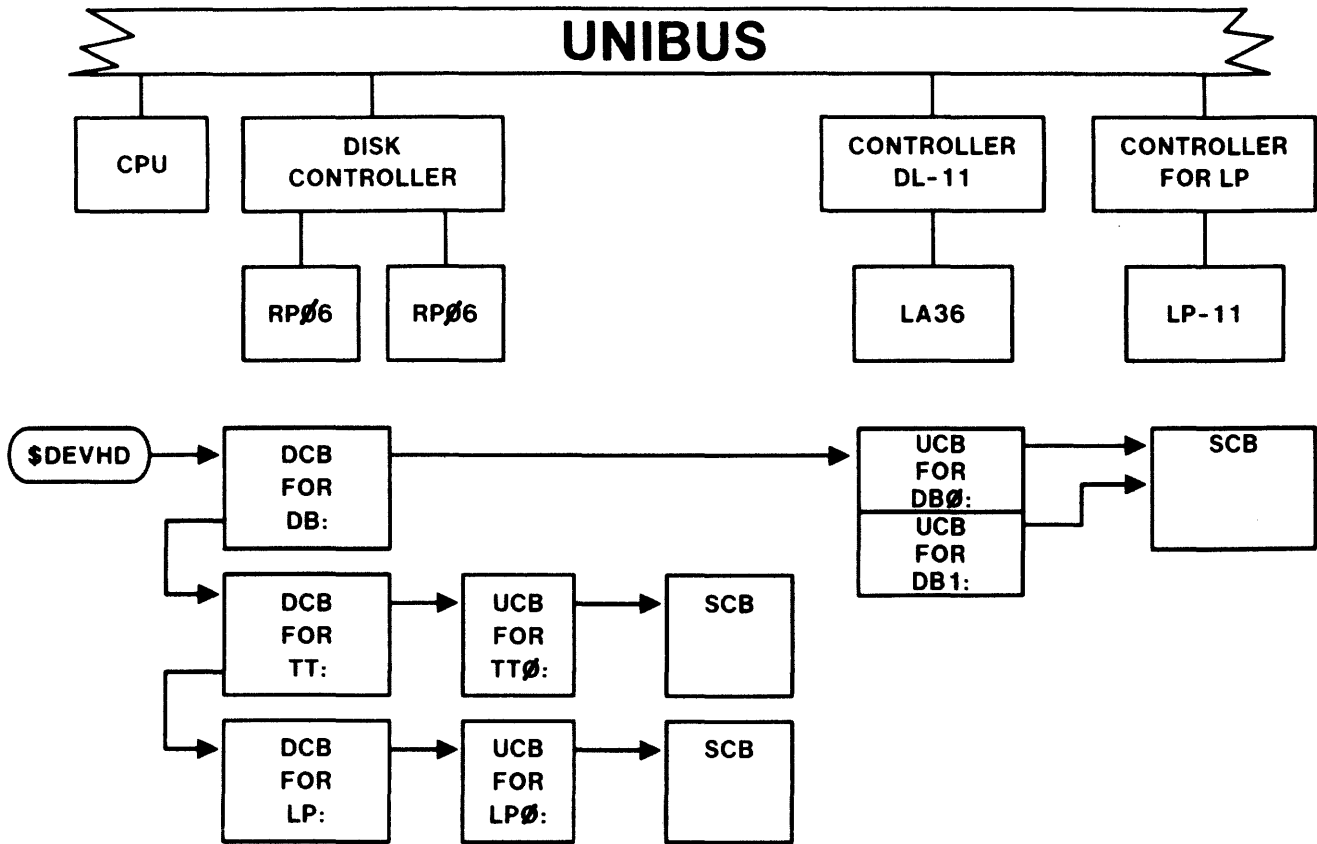 UNIBUS
CPU
DISK
CONTROLLER
CONTROLLER
DL-11
CONTROLLER
FOR LP
RPØ6
RPØ6
LA36
LP-11
$DEVHD
DCB
FOR
DB:
UCB
FOR
DBØ:
UCB
FOR
DB1:
SCB
DCB
FOR
TT:
UCB
FOR
TTØ:
SCB
DCB
FOR
LP:
UCB
FOR
LPØ:
SCB